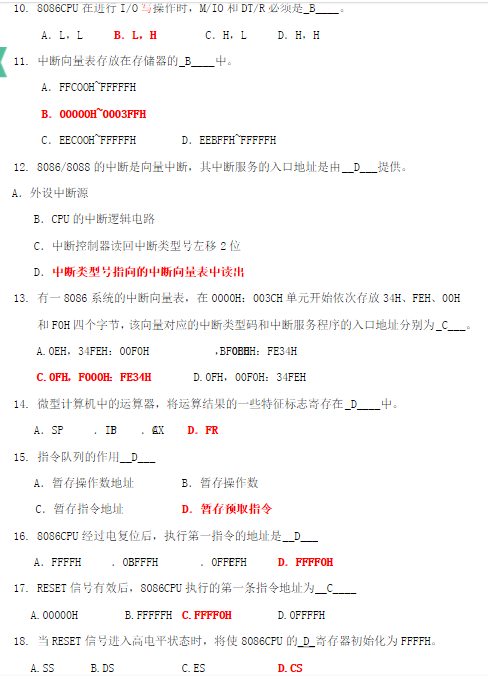 10. 8086CPU 在进行 I/O 写操作时，M/IO 和 DT/R 必须是_B____。
A. L，L B. L，H C. H，L D. H，H
11. 中断向量表存放在存储器的_B____中。
A. FFC00H~FFFFFH
B. 00000H~0003FFH
C. EEC00H~FFFFFH D. EEBFFH~FFFFFH
12. 8086/8088 的中断是向量中断，其中断服务的入口地址是由__D___提供。
A. 外设中断源
B. CPU 的中断逻辑电路
C. 中断控制器读回中断类型号左移 2 位
D. 中断类型号指向的中断向量表中读出
13. 有一 8086 系统的中断向量表，在 0000H：003CH 单元开始依次存放 34H、FEH、00H
和 F0H 四个字节，该向量对应的中断类型码和中断服务程序的入口地址分别为_C___。
A.0EH，34FEH：00F0H ：FE34H
C.0FH，F000H：FE34H D.0FH，00F0H：34FEH
14. 微型计算机中的运算器，将运算结果的一些特征标志寄存在_D____中。
A. SP . IP D. FR
15. 指令队列的作用__D___
A. 暂存操作数地址 B. 暂存操作数
C. 暂存指令地址 D. 暂存预取指令
16. 8086CPU 经过电复位后，执行第一指令的地址是__D___
A. FFFFH . 0BFFFH D. FFFF0H
17. RESET 信号有效后，8086CPU 执行的第一条指令地址为__C____
A.00000H B.FFFFFH C.FFFF0H D.0FFFFH
18. 当 RESET 信号进入高电平状态时，将使 8086CPU 的_D_寄存器初始化为 FFFFH。
A.SS B.DS C.ES D.CS